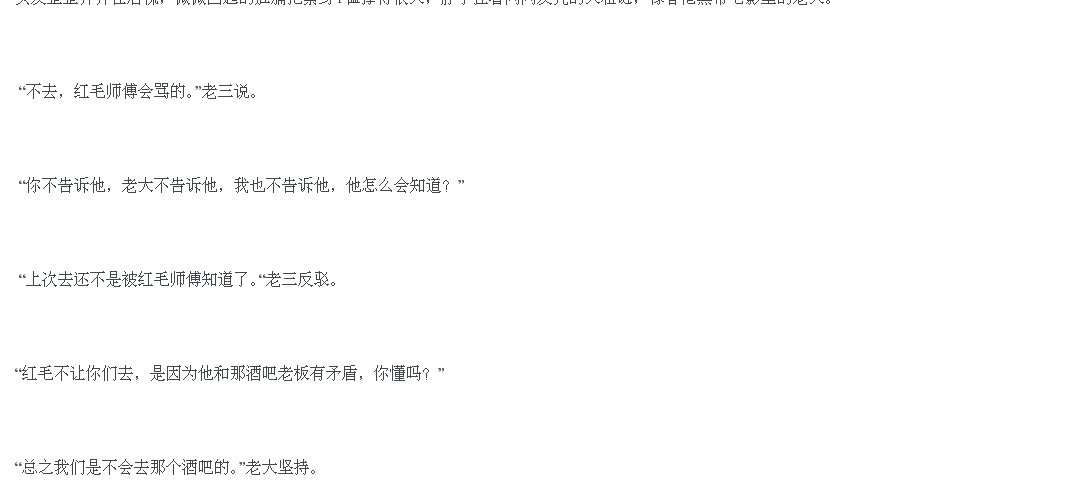 “不去，红毛师傅会骂的。”老三说。
“你不告诉他，老大不告诉他，我也不告诉他，他怎么会知道？”
“上次去还不是被红毛师傅知道了。“老三反驳。
“红毛不让你们去，是因为他和那酒吧老板有矛盾，你懂吗？”
“总之我们是不会去那个酒吧的。”老大坚持。